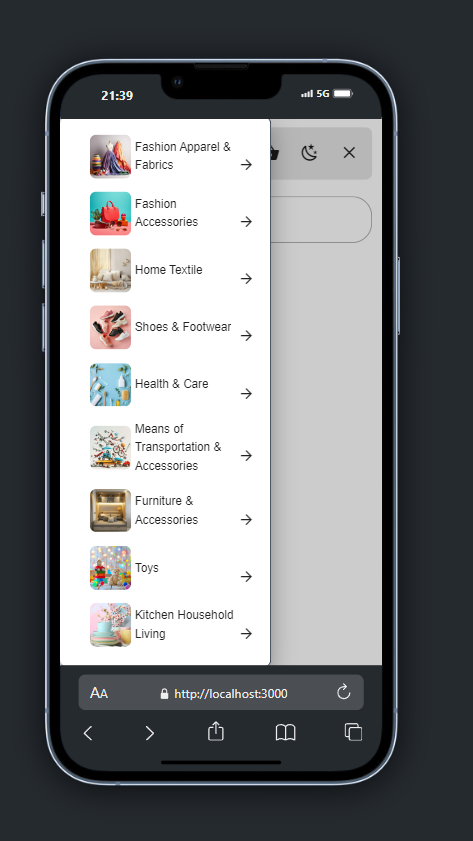 21:39
5G
Fashion Apparel &
Fabrics
Fashion
Accessories
Home Textile
Shoes & Footwear
Health & Care
Means of
Transportation &
Accessories
Furniture &
Accessories
Toys
Kitchen Household
Living
AA
http://localhost:3000